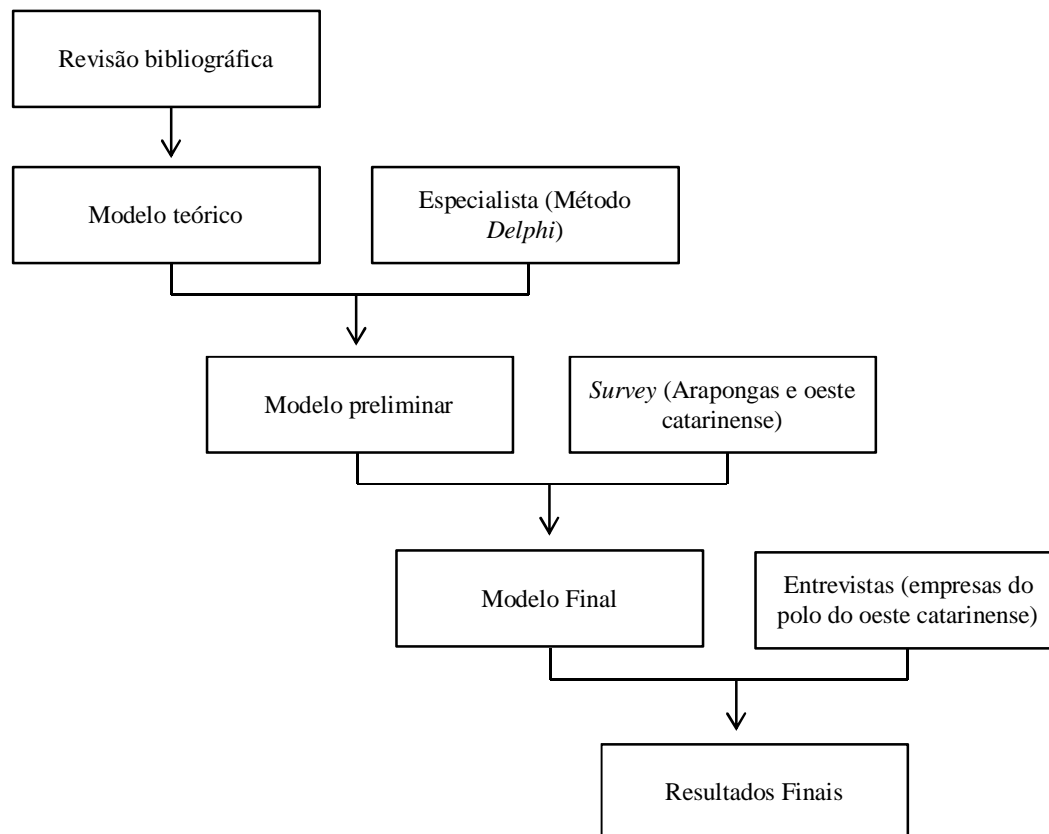 Revisão bibliográfica
Modelo teórico
Especialista (Método
Delphi)
Modelo preliminar
Survey (Arapongas e oeste
catarinense)
Modelo Final
Entrevistas (empresas do
polo do oeste catarinense)
Resultados Finais